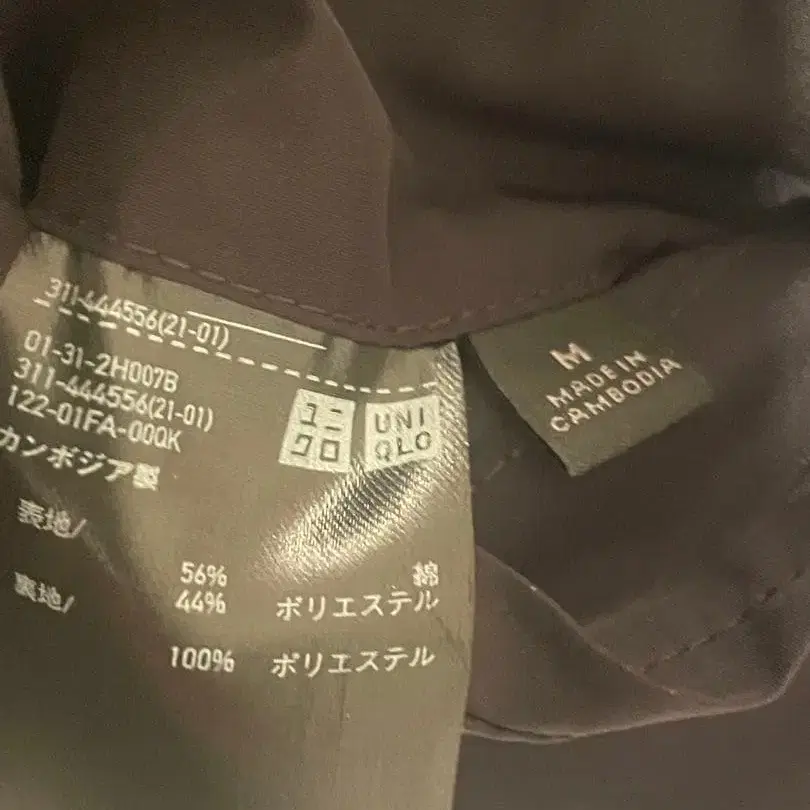 311-444556(21-01)
01-31-2H007B
311-444556(21-01)
122-01FA-000K
カンボジア製
ユニ
クロ
UNI
QLO
表地/
56% 綿
44% ポリエステル
裏地/
100% ポリエステル
M
MADE IN
CAMBODIA